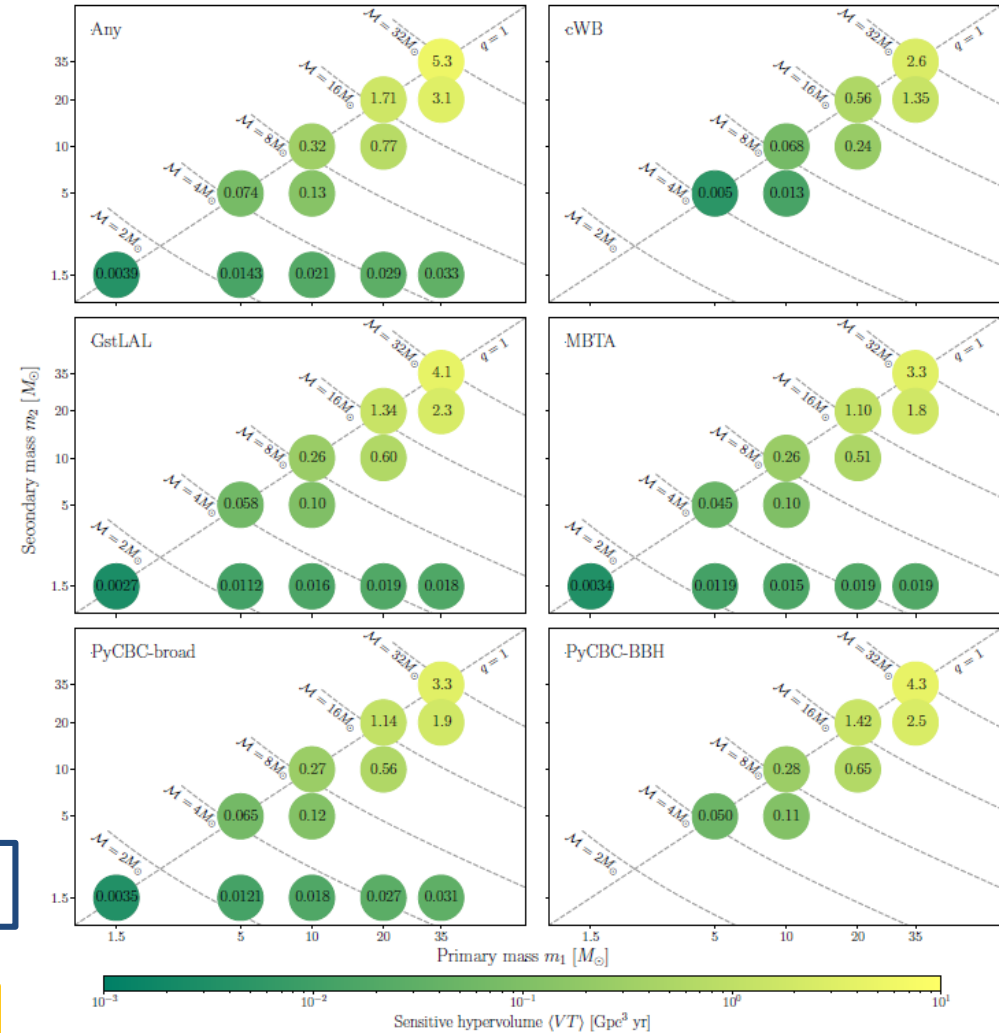 Any
M = 32M⊙
q = 1
M = 16M⊙
M = 8M⊙
M = 4M⊙
M = 2M⊙
5.3
1.71
3.1
0.32
0.77
0.074
0.13
0.0039
0.0143
0.021
0.029
0.033
35
20
10
5
1.5
cWB
M = 32M⊙
q = 1
M = 16M⊙
M = 8M⊙
M = 4M⊙
M = 2M⊙
2.6
0.56
1.35
0.068
0.24
0.005
0.013
GstLAL
M = 32M⊙
q = 1
M = 16M⊙
M = 8M⊙
M = 4M⊙
M = 2M⊙
4.1
1.34
2.3
0.26
0.60
0.058
0.10
0.0027
0.0112
0.016
0.019
0.018
35
20
10
5
1.5
Secondary mass m2 [M⊙]
MBTA
M = 32M⊙
q = 1
M = 16M⊙
M = 8M⊙
M = 4M⊙
M = 2M⊙
3.3
1.10
1.8
0.26
0.51
0.045
0.10
0.0034
0.0119
0.015
0.019
0.019
PyCBC-broad
M = 32M⊙
q = 1
M = 16M⊙
M = 8M⊙
M = 4M⊙
M = 2M⊙
3.3
1.14
1.9
0.27
0.56
0.065
0.12
0.0035
0.0121
0.018
0.027
0.031
35
20
10
5
1.5
1.5 5 10 20 35
PyCBC-BBH
M = 32M⊙
q = 1
M = 16M⊙
M = 8M⊙
M = 4M⊙
M = 2M⊙
4.3
1.42
2.5
0.28
0.65
0.050
0.11
1.5 5 10 20 35
Primary mass m1 [M⊙]
10⁻³ 10⁻² 10⁻¹ 10⁰ 10¹
Sensitive hypervolume ⟨VT⟩ [Gpc³ yr]